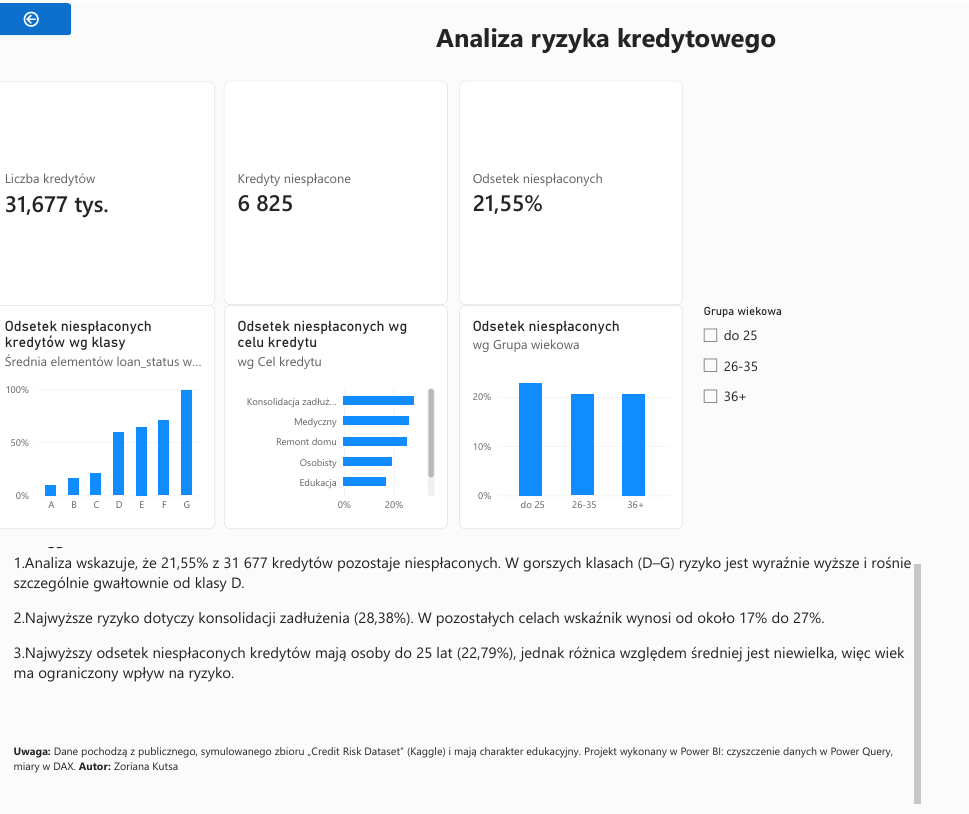 Analiza ryzyka kredytowego
Liczba kredytów
31,677 tys.
Kredyty niespłacone
6 825
Odsetek niespłaconych
21,55%
Odsetek niespłaconych
kredytów wg klasy
Średnia elementów loan_status w...
100%
50%
0%
A B C D E F G
Odsetek niespłaconych wg
celu kredytu
wg Cel kredytu
Konsolidacja zadłuż...
Medyczny
Remont domu
Osobisty
Edukacja
0% 20%
Odsetek niespłaconych
wg Grupa wiekowa
20%
10%
0%
do 25 26-35 36+
Grupa wiekowa
do 25
26-35
36+
1.Analiza wskazuje, że 21,55% z 31 677 kredytów pozostaje niespłaconych. W gorszych klasach (D–G) ryzyko jest wyraźnie wyższe i rośnie
szczególnie gwałtownie od klasy D.
2.Najwyższe ryzyko dotyczy konsolidacji zadłużenia (28,38%). W pozostałych celach wskaźnik wynosi od około 17% do 27%.
3.Najwyższy odsetek niespłaconych kredytów mają osoby do 25 lat (22,79%), jednak różnica względem średniej jest niewielka, więc wiek
ma ograniczony wpływ na ryzyko.
Uwaga: Dane pochodzą z publicznego, symulowanego zbioru „Credit Risk Dataset” (Kaggle) i mają charakter edukacyjny. Projekt wykonany w Power BI: czyszczenie danych w Power Query,
miary w DAX. Autor: Zoriana Kutsa